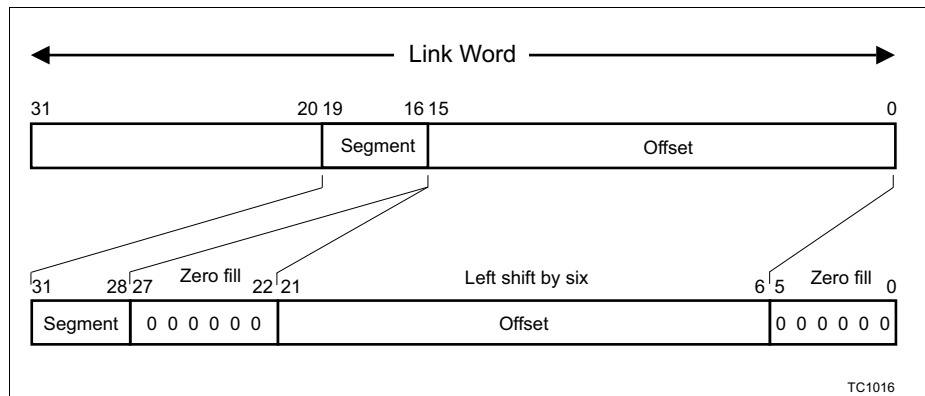 Link Word
31 20 19 16 15 0
Segment Offset
Zero fill Left shift by six Zero fill
31 28 27 22 21 6 5 0
Segment 0 0 0 0 0 0 Offset 0 0 0 0 0 0
TC1016